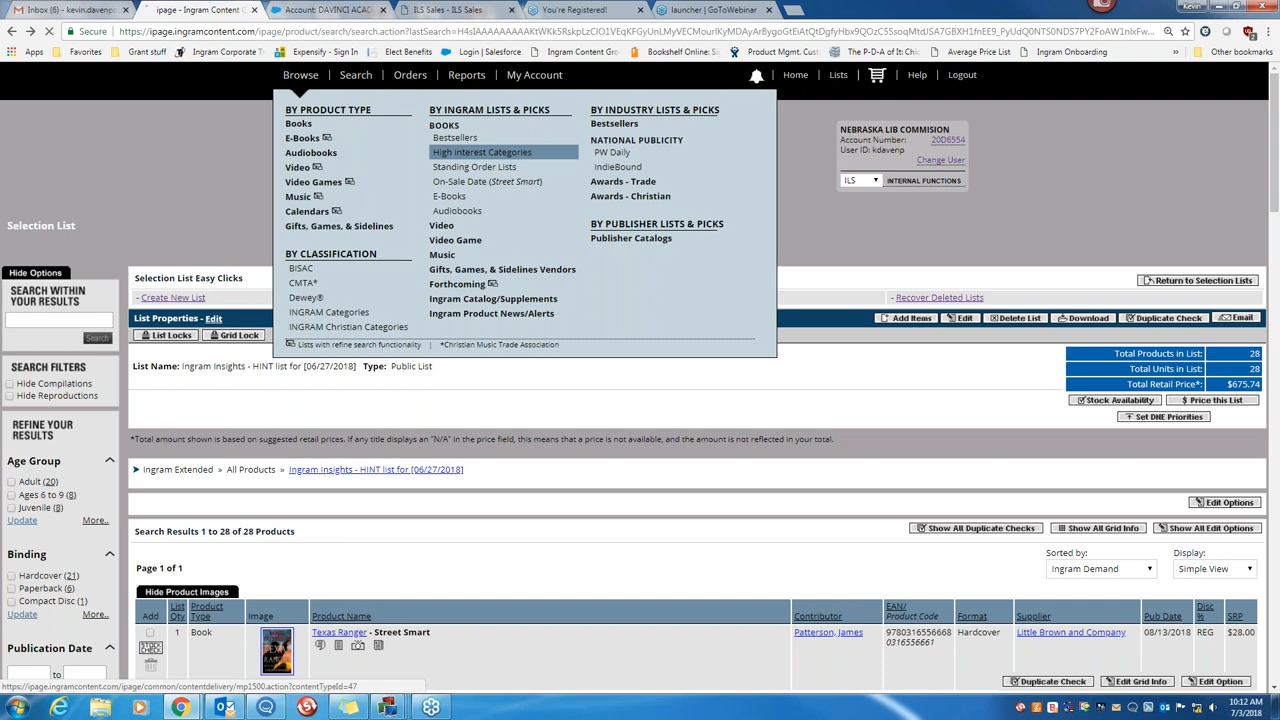 Inbox (6) - kevin.davenpo
ipage - Ingram Content C
Account: DAVINCI ACAD
ILS Sales - ILS Sales
You're Registered!
launcher | GoToWebinar
Kevin
Secure
Apps
Favorites
Grant stuff
Ingram Corporate Tr
Expensify - Sign In
Elect Benefits
Login | Salesforce
Ingram Country
Bookshelf Online-Six
Product Mgmt. Cust
The P-D-A of It: Chic
Average Price List
Ingram Onboarding
Other bookmarks
Browse
Search
Orders
Reports
My Account
Home
Lists
Help
Logout
BY PRODUCT TYPE
Books
E-Books
Audiobooks
Video
Video Games
Music
Calendars
Gifts, Games, & Sidelines
BY CLASSIFICATION
BISAC
CMTA*
Dewey®
INGRAM Categories
INGRAM Christian Categories
BY INGRAM LISTS & PICKS
BOOKS
Bestsellers
High Interest Categories
Standing Order Lists
On-Sale Date (Street Smart)
E-Books
Audiobooks
Video
Video Game
Music
Gifts, Games, & Sidelines Vendors
Forthcoming
Ingram Catalog/Supplements
Ingram Product News/Alerts
BY INDUSTRY LISTS & PICKS
Bestsellers
NATIONAL PUBLICITY
PW Daily
IndieBound
Awards - Trade
Awards - Christian
BY PUBLISHER LISTS & PICKS
Publisher Catalogs
Lists with refine search functionality | *Christian Music Trade Association
NEBRASKA LIB COMMISION
Account Number: 20D6554
User ID: kdavenp
Change User
ILS INTERNAL FUNCTIONS
Selection List
Hide Options
SEARCH WITHIN YOUR RESULTS
Search
SEARCH FILTERS
Hide Compilations
Hide Reproductions
REFINE YOUR RESULTS
Age Group
Adult (20)
Ages 6 to 9 (8)
Juvenile (8)
Update More..
Binding
Hardcover (21)
Paperback (6)
Compact Disc (1)
Update More..
Publication Date
to
Selection List Easy Clicks
Return to Selection Lists
- Create New List
- Recover Deleted Lists
List Properties - Edit
Add Items
Edit
Delete List
Download
Duplicate Check
Email
List Locks
Grid Lock
List Name: Ingram Insights - HINT list for [06/27/2018] Type: Public List
Total Products in List: 28
Total Units in List: 28
Total Retail Price*: $675.74
Stock Availability
$ Price this List
Set DNE Priorities
*Total amount shown is based on suggested retail prices. If any title displays an "N/A" in the price field, this means that a price is not available, and the amount is not reflected in your total.
Ingram Extended » All Products » Ingram Insights - HINT list for [06/27/2018]
Edit Options
Search Results 1 to 28 of 28 Products
Show All Duplicate Checks
Show All Grid Info
Show All Edit Options
Page 1 of 1
Sorted by:
Ingram Demand
Display:
Simple View
Hide Product Images
Add
List Qty
Product Type
Image
Product Name
Contributor
EAN/ Product Code
Format
Supplier
Pub Date
Disc %
SRP
1 Book
Texas Ranger - Street Smart
Patterson, James
9780316556668
0316556661
Hardcover
Little Brown and Company
08/13/2018
REG
$28.00
Duplicate Check
Edit Grid Info
Edit Option
https://ipage.ingramcontent.com/ipage/common/contentdelivery/mp1500.action?contentTypeId=47
10:12 AM
7/3/2018